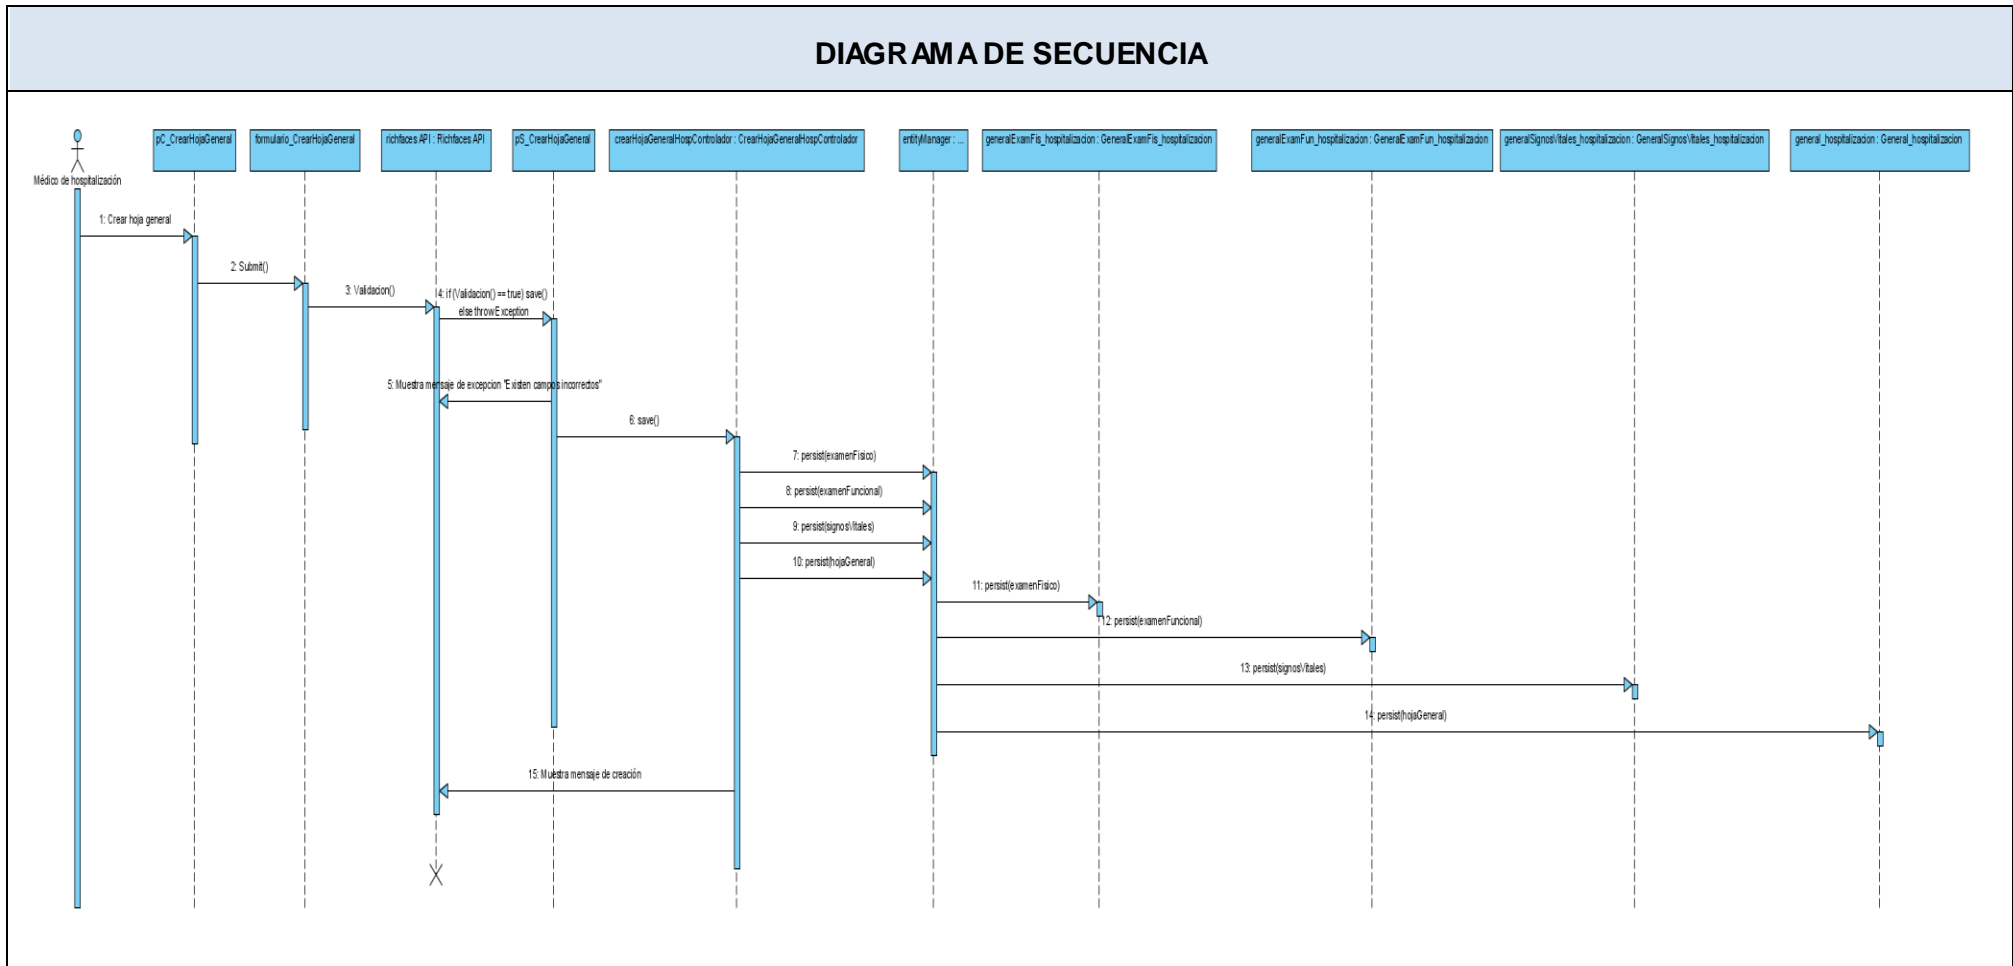 DIAGRAMA DE SECUENCIA
Médico de hospitalización
pC_CrearHojaGeneral
formulario_CrearHojaGeneral
richfaces API : Richfaces API
pS_CrearHojaGeneral
crearHojaGeneralHospControlador : CrearHojaGeneralHospControlador
entityManager : ...
generalExamFis_hospitalizacion : GeneralExamFis_hospitalizacion
generalExamFun_hospitalizacion : GeneralExamFun_hospitalizacion
generalSignosVitales_hospitalizacion : GeneralSignosVitales_hospitalizacion
general_hospitalizacion : General_hospitalizacion
1: Crear hoja general
2: Submit()
3: Validacion()
4: if (Validacion() == true) save()
else throwException
5: Muestra mensaje de excepcion "Existen campos incorrectos"
6: save()
7: persist(examenFisico)
8: persist(examenFuncional)
9: persist(signosVitales)
10: persist(hojaGeneral)
11: persist(examenFisico)
12: persist(examenFuncional)
13: persist(signosVitales)
14: persist(hojaGeneral)
15: Muestra mensaje de creación